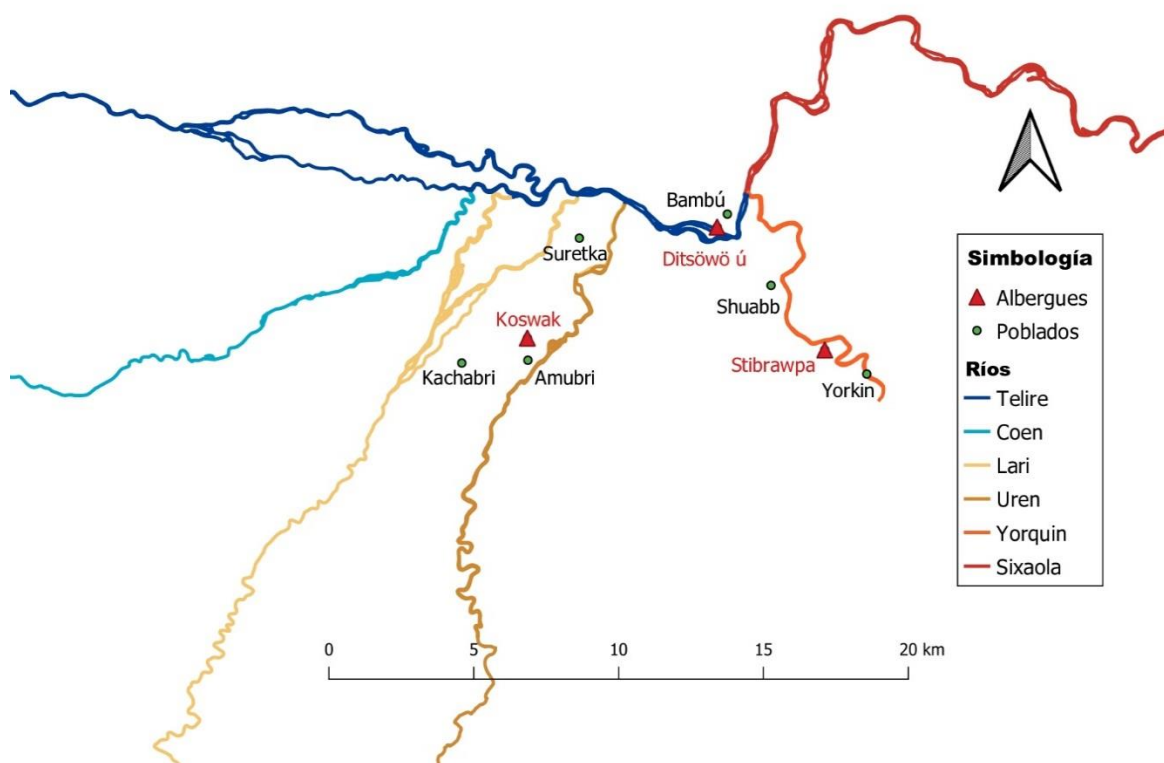 Bambú
Ditsöwö ú
Suretka
Shuabb
Koswak
Kachabri
Amubri
Stibrawpa
Yorkin
Simbología
Albergues
Poblados
Ríos
Telire
Coen
Lari
Uren
Yorquin
Sixaola
0 5 10 15 20 km